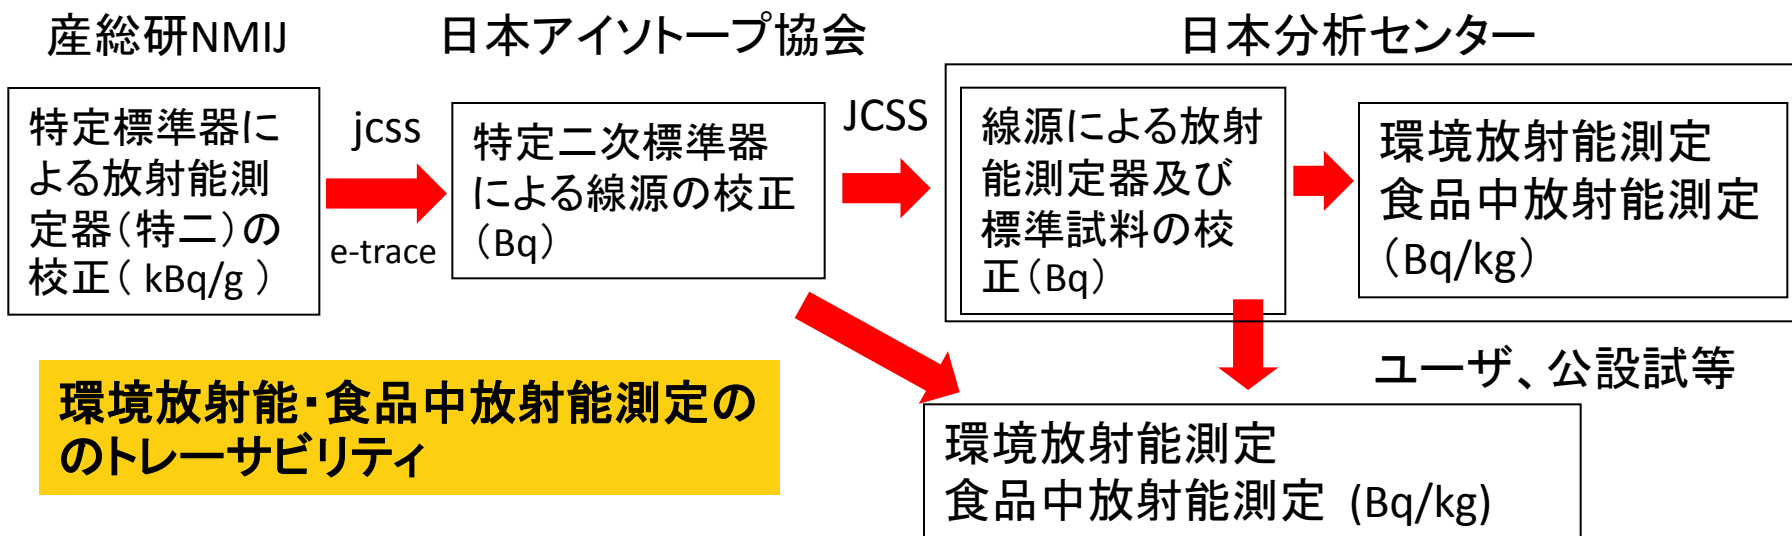 産総研NMIJ
日本アイソトープ協会
日本分析センター
特定標準器に
よる放射能測
定器（特二）の
校正（ kBq/g ）
jcss
e-trace
特定二次標準器
による線源の校正
（Bq）
JCSS
線源による放射
能測定器及び
標準試料の校
正（Bq）
環境放射能測定
食品中放射能測定
（Bq/kg）
環境放射能・食品中放射能測定の
のトレーサビリティ
ユーザ、公設試等
環境放射能測定
食品中放射能測定 (Bq/kg)